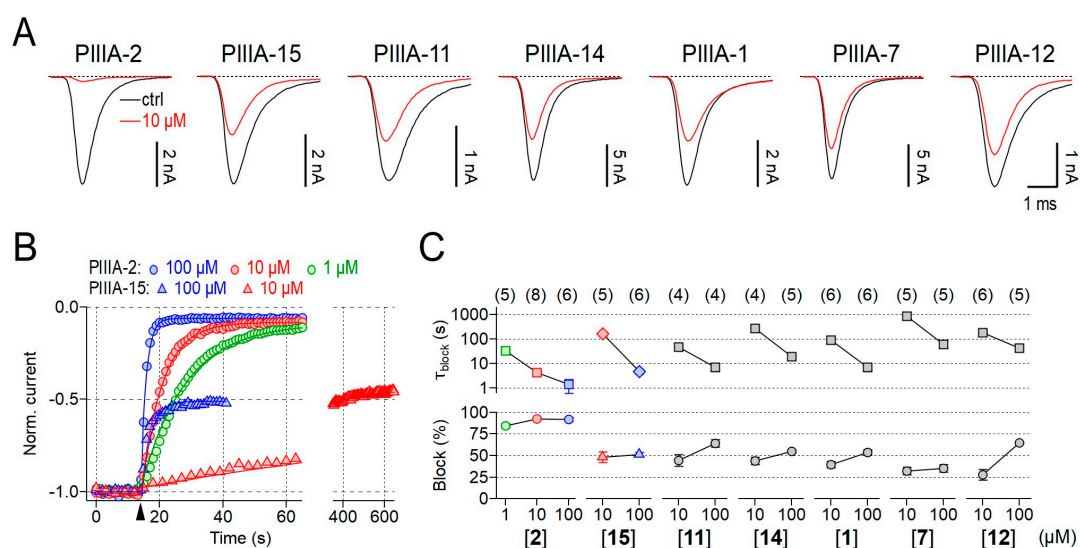 A
PIIIA-2 PIIIA-15 PIIIA-11 PIIIA-14 PIIIA-1 PIIIA-7 PIIIA-12
ctrl
10 µM
2 nA 2 nA 1 nA 5 nA 2 nA 5 nA 1 nA
1 ms
B
PIIIA-2: 100 µM 10 µM 1 µM
PIIIA-15: 100 µM 10 µM
Norm. current
0.0
-0.5
-1.0
0 20 40 60 400 600
Time (s)
C
(5) (8) (6) (5) (6) (4) (4) (4) (5) (6) (6) (5) (5) (6) (5)
τblock (s)
1000
100
10
1
Block (%)
100
75
50
25
0
1 10 100 10 100 10 100 10 100 10 100 10 100 10 100
[2] [15] [11] [14] [1] [7] [12] (µM)